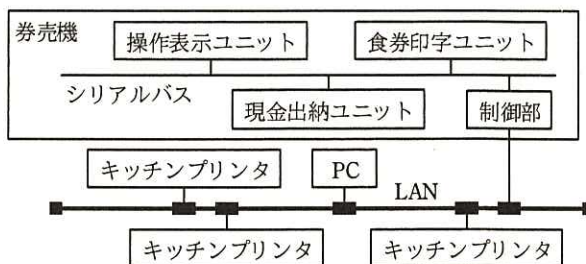 券売機
操作表示ユニット
食券印字ユニット
シリアルバス
現金出納ユニット
制御部
キッチンプリンタ
PC
LAN
キッチンプリンタ
キッチンプリンタ